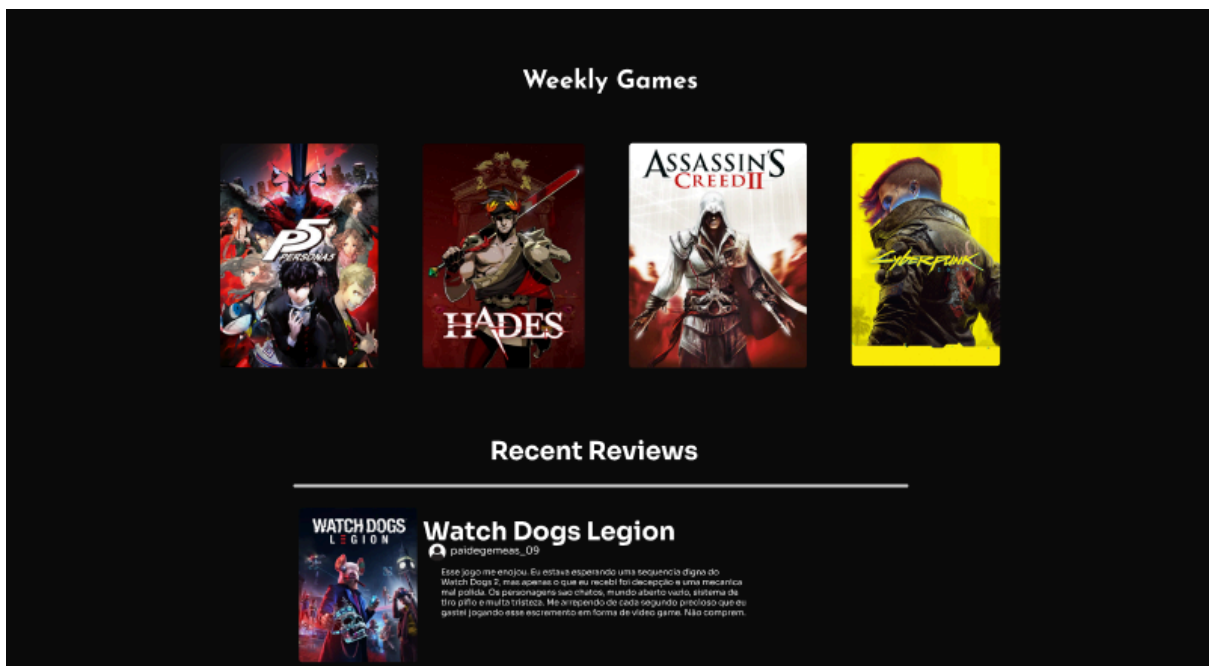 Weekly Games
P5
PERSONA5
HADES
ASSASSIN'S
CREED II
CYBERPUNK
Recent Reviews
WATCH DOGS
LEGION
Watch Dogs Legion
paidegemeas_09
Esse jogo me enojou. Eu estava esperando uma sequencia digna do
Watch Dogs 2, mas apenas o que eu recebi foi decepção e uma mecanica
mal polida. Os personagens sao chatos, mundo aberto vazio, sistema de
tiro pifio e muita tristeza. Me arrependo de cada segundo precioso que eu
gastei jogando esse escremento em forma de video game. Não comprem.